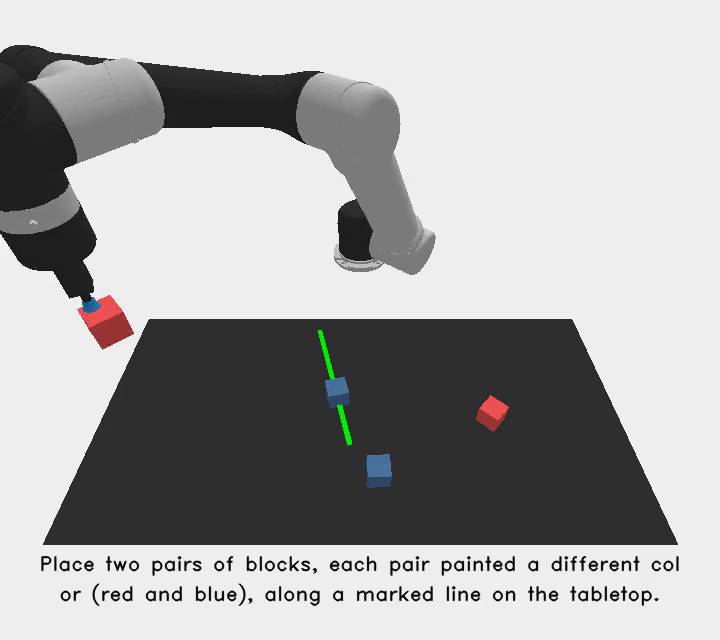 Place two pairs of blocks, each pair painted a different col
or (red and blue), along a marked line on the tabletop.